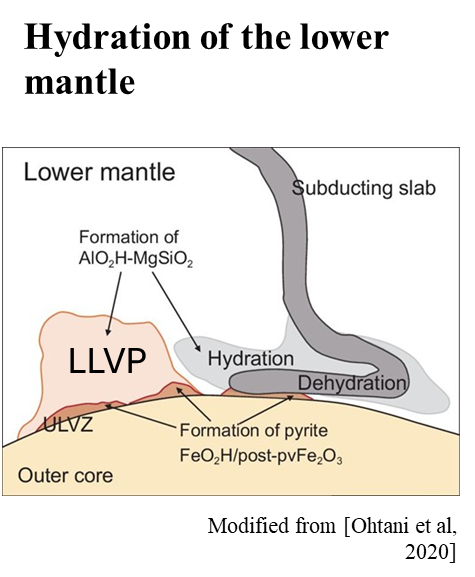 Hydration of the lower
mantle
Lower mantle
Subducting slab
Formation of
AlO₂H-MgSiO₂
LLVP
Hydration
Dehydration
ULVZ
Formation of pyrite
FeO₂H/post-pvFe₂O₃
Outer core
Modified from [Ohtani et al,
2020]